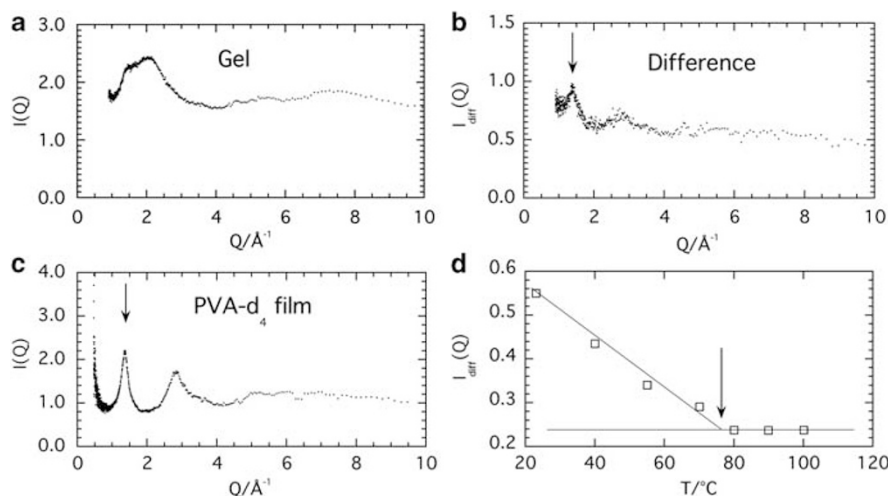 a
b
3.0
2.0
1.0
0.0
I(Q)
Gel
0 2 4 6 8 10
Q/Å⁻¹
1.5
1.0
0.5
0.0
I_diff(Q)
Difference
0 2 4 6 8 10
Q/Å⁻¹
c
d
4.0
3.0
2.0
1.0
0.0
I(Q)
PVA-d₄ film
0 2 4 6 8 10
Q/Å⁻¹
0.6
0.5
0.4
0.3
0.2
I_diff(Q)
20 40 60 80 100 120
T/°C